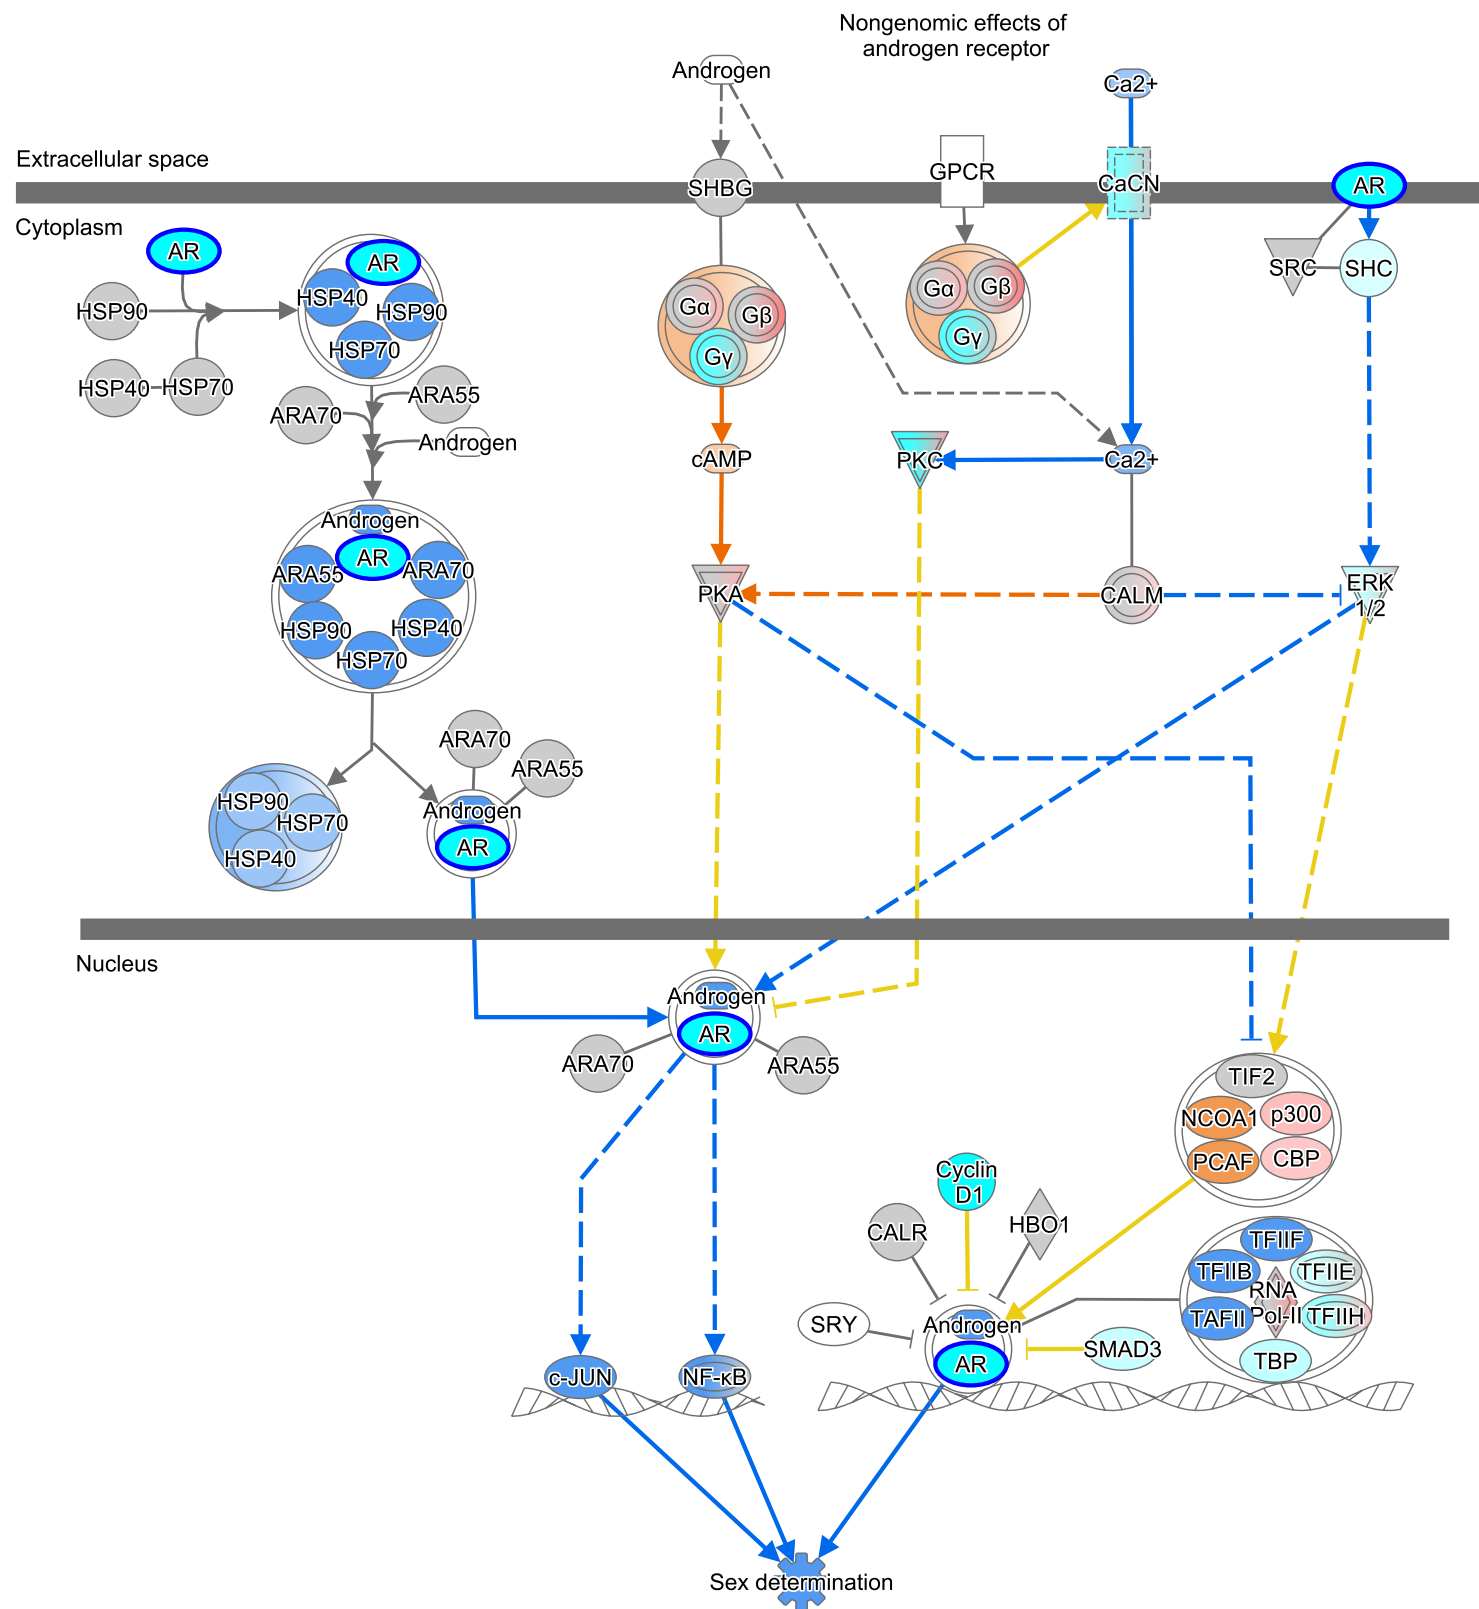 Nongenomic effects of
androgen receptor
Androgen
Ca2+
Extracellular space
SHBG
GPCR
CaCN
AR
Cytoplasm
AR
AR
HSP40
HSP90
HSP70
HSP90
HSP40
HSP70
Gα
Gβ
Gγ
Gα
Gβ
Gγ
SRC
SHC
ARA70
ARA55
Androgen
cAMP
PKC
Ca2+
Androgen
AR
ARA55
ARA70
HSP90
HSP40
HSP70
PKA
CALM
ERK
1/2
ARA70
ARA55
Androgen
AR
HSP90
HSP70
HSP40
Nucleus
Androgen
AR
ARA70
ARA55
TIF2
NCOA1
p300
PCAF
CBP
Cyclin
D1
CALR
HBO1
SRY
Androgen
AR
SMAD3
TFIIF
TFIIB
TFIIE
RNA
Pol-II
TAFII
TFIIH
TBP
c-JUN
NF-κB
Sex determination